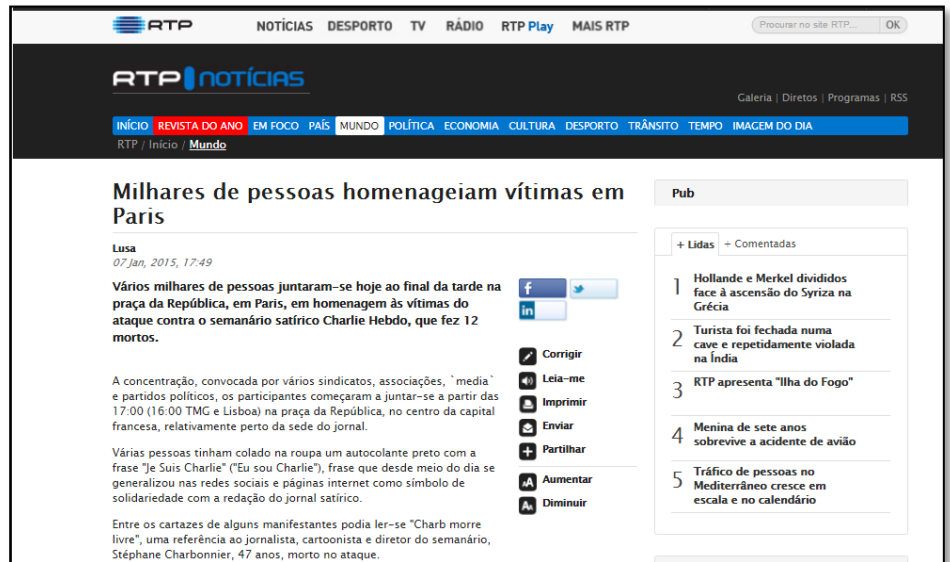 RTP
NOTÍCIAS DESPORTO TV RÁDIO RTP Play MAIS RTP
Procurar no site RTP... OK
RTP NOTÍCIAS
Galeria | Diretos | Programas | RSS
INÍCIO REVISTA DO ANO EM FOCO PAÍS MUNDO POLÍTICA ECONOMIA CULTURA DESPORTO TRÂNSITO TEMPO IMAGEM DO DIA
RTP / Início / Mundo
Milhares de pessoas homenageiam vítimas em
Paris
Lusa
07 Jan, 2015, 17:49
Vários milhares de pessoas juntaram-se hoje ao final da tarde na
praça da República, em Paris, em homenagem às vítimas do
ataque contra o semanário satírico Charlie Hebdo, que fez 12
mortos.
A concentração, convocada por vários sindicatos, associações, `media`
e partidos políticos, os participantes começaram a juntar-se a partir das
17:00 (16:00 TMG e Lisboa) na praça da República, no centro da capital
francesa, relativamente perto da sede do jornal.
Várias pessoas tinham colado na roupa um autocolante preto com a
frase "Je Suis Charlie" ("Eu sou Charlie"), frase que desde meio do dia se
generalizou nas redes sociais e páginas internet como símbolo de
solidariedade com a redação do jornal satírico.
Entre os cartazes de alguns manifestantes podia ler-se "Charb morre
livre", uma referência ao jornalista, cartoonista e diretor do semanário,
Stéphane Charbonnier, 47 anos, morto no ataque.
f
in
Corrigir
Leia-me
Imprimir
Enviar
Partilhar
AA Aumentar
AA Diminuir
Pub
+ Lidas + Comentadas
1 Hollande e Merkel divididos
face à ascensão do Syriza na
Grécia
2 Turista foi fechada numa
cave e repetidamente violada
na Índia
3 RTP apresenta "Ilha do Fogo"
4 Menina de sete anos
sobrevive a acidente de avião
5 Tráfico de pessoas no
Mediterrâneo cresce em
escala e no calendário